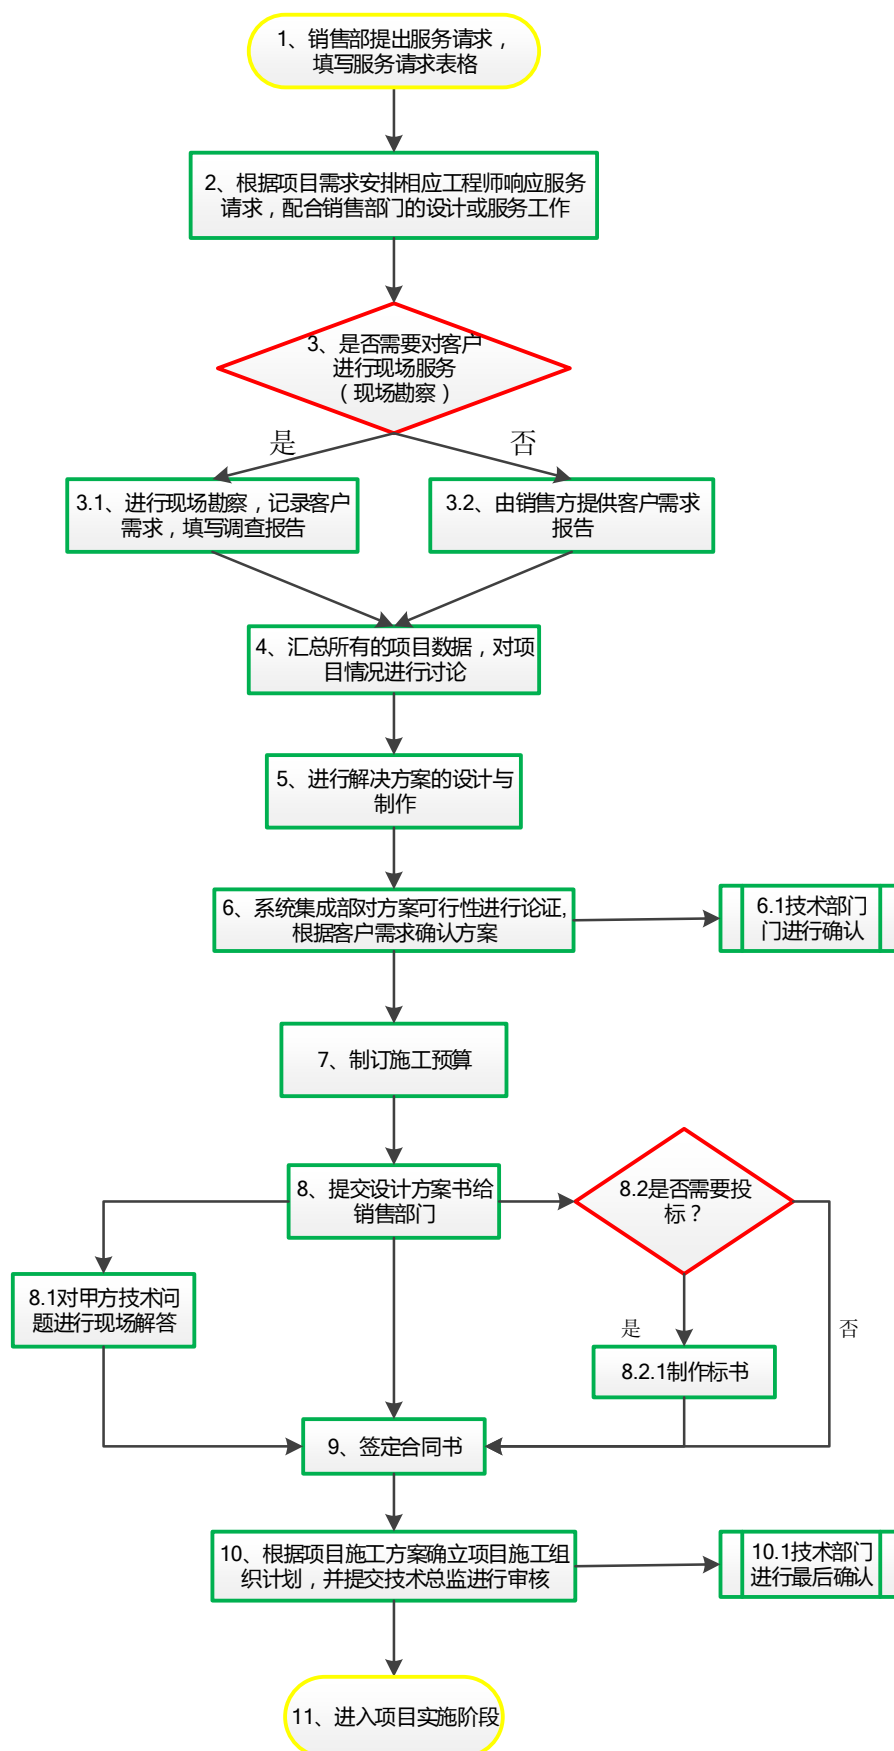 1、销售部提出服务请求，
填写服务请求表格
2、根据项目需求安排相应工程师响应服务
请求，配合销售部门的设计或服务工作
3、是否需要对客户
进行现场服务
（现场勘察）
是
否
3.1、进行现场勘察，记录客户
需求，填写调查报告
3.2、由销售方提供客户需求
报告
4、汇总所有的项目数据，对项
目情况进行讨论
5、进行解决方案的设计与
制作
6、系统集成部对方案可行性进行论证,
根据客户需求确认方案
6.1技术部门
门进行确认
7、制订施工预算
8、提交设计方案书给
销售部门
8.2是否需要投
标？
8.1对甲方技术问
题进行现场解答
是
否
8.2.1制作标书
9、签定合同书
10、根据项目施工方案确立项目施工组
织计划，并提交技术总监进行审核
10.1技术部门
进行最后确认
11、进入项目实施阶段